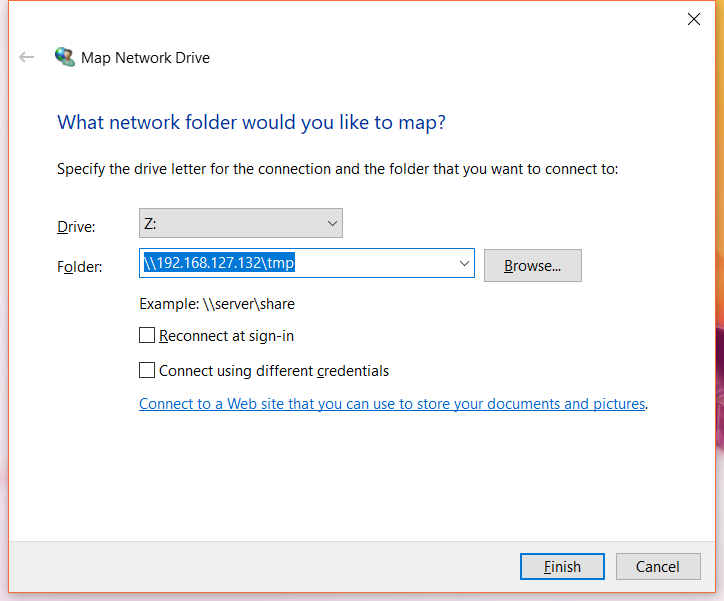 Map Network Drive
What network folder would you like to map?
Specify the drive letter for the connection and the folder that you want to connect to:
Drive: Z:
Folder: \\192.168.127.132\tmp Browse...
Example: \\server\share
Reconnect at sign-in
Connect using different credentials
Connect to a Web site that you can use to store your documents and pictures.
Finish Cancel